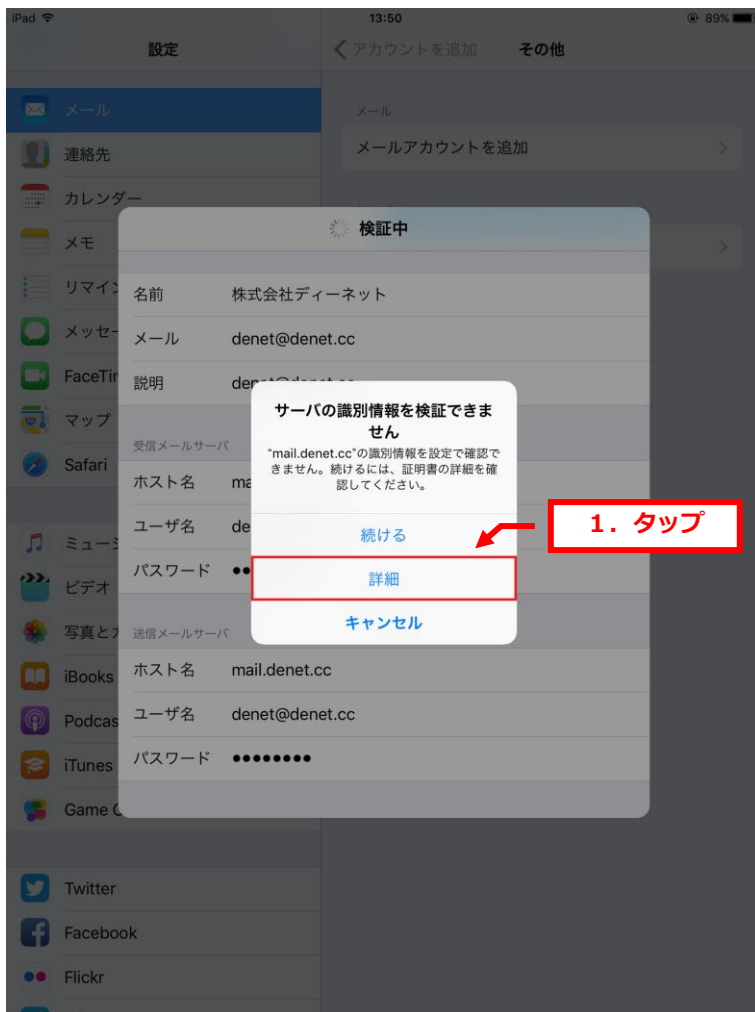 iPad 13:50 89%
設定 アカウントを追加 その他
メール
連絡先
カレンダー
メモ
リマイン
メッセー
FaceTim
マップ
Safari
ミュージ
ビデオ
写真とカ
iBooks
Podcas
iTunes
Game C
Twitter
Facebook
Flickr
メール
メールアカウントを追加
検証中
名前 株式会社ディーネット
メール denet@denet.cc
説明
受信メールサーバ
ホスト名 ma
ユーザ名 de
パスワード ●●
送信メールサーバ
ホスト名 mail.denet.cc
ユーザ名 denet@denet.cc
パスワード ●●●●●●●●
サーバの識別情報を検証できま
せん
"mail.denet.cc"の識別情報を設定で確認で
きません。続けるには、証明書の詳細を確
認してください。
続ける
詳細
キャンセル
1．タップ